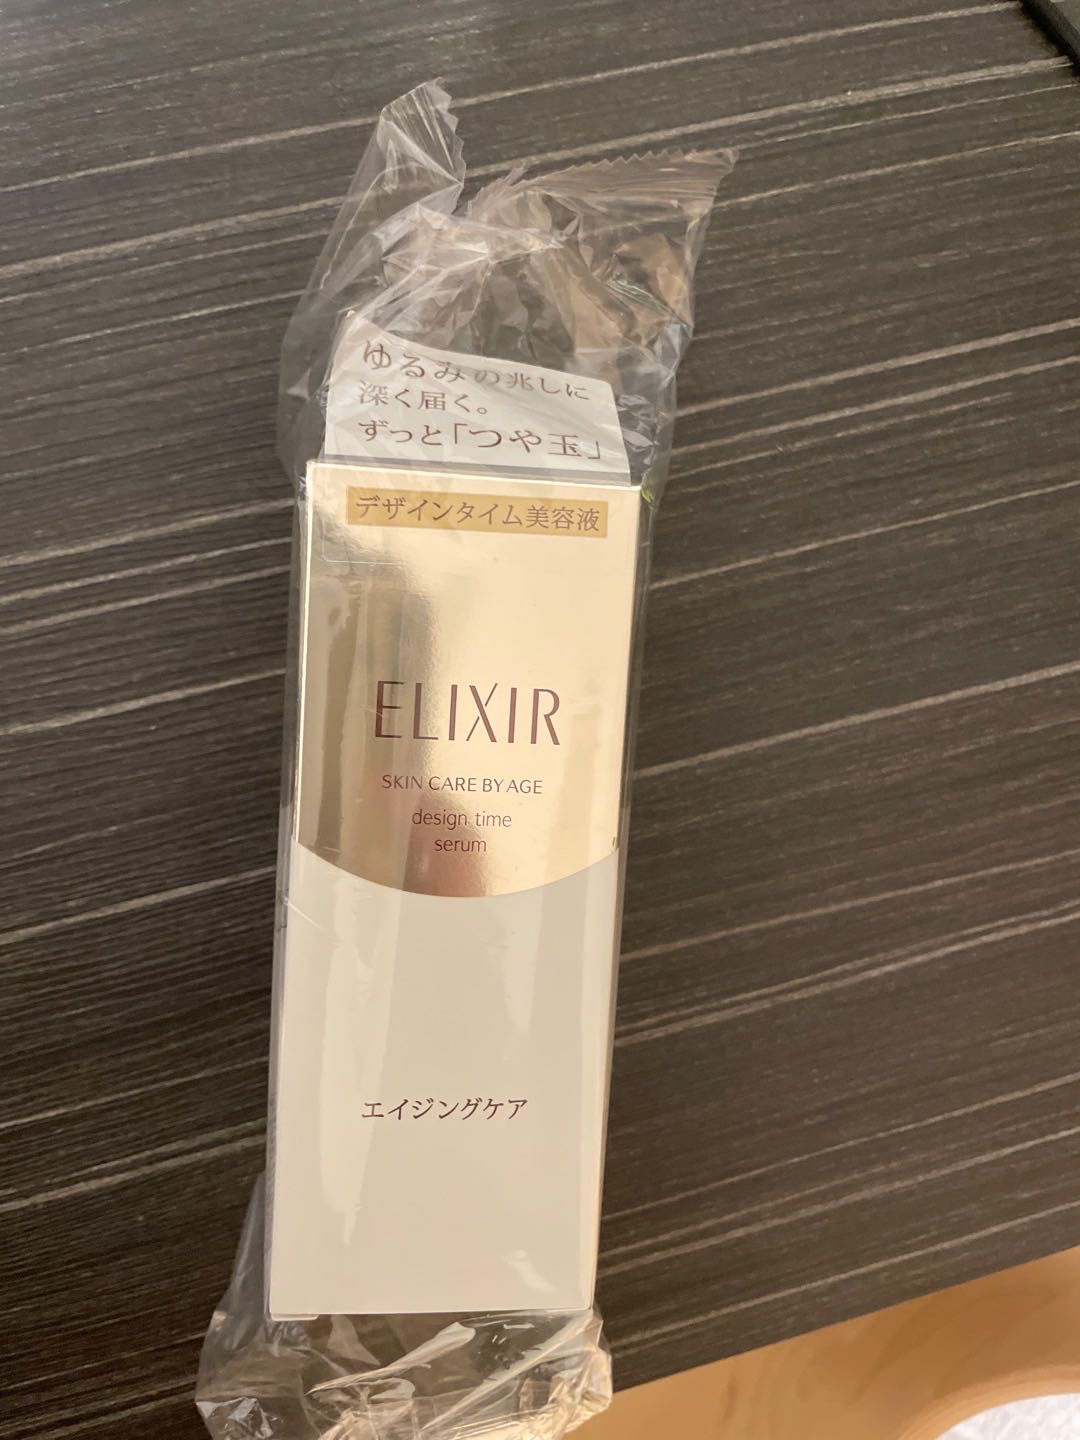 ゆるみの兆しに
深く届く。
ずっと「つや玉」
デザインタイム美容液
ELIXIR
SKIN CARE BY AGE
design time
serum
エイジングケア